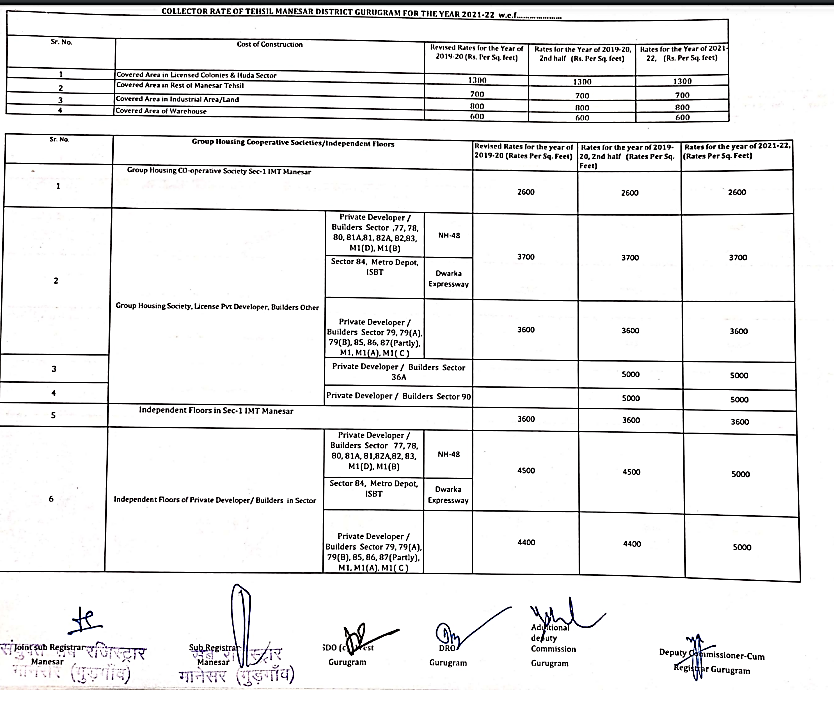 COLLECTOR RATE OF TEHSIL MANESAR DISTRICT GURUGRAM FOR THE YEAR 2021-22 w.e.f....................
Sr. No. Cost of Construction Revised Rates for the Year of 2019-20 (Rs. Per Sq. feet) Rates for the Year of 2019-20, 2nd half (Rs. Per Sq. feet) Rates for the Year of 2021-22, (Rs. Per Sq. feet)
1 Covered Area in Licensed Colonies & Huda Sector 1300 1300 1300
2 Covered Area in Rest of Manesar Tehsil 700 700 700
3 Covered Area in Industrial Area/Land 800 800 800
4 Covered Area of Warehouse 600 600 600
Sr. No. Group Housing Cooperative Societies/Independent Floors Revised Rates for the year of 2019-20 (Rates Per Sq. Feet) Rates for the year of 2019-20, 2nd half (Rates Per Sq. Feet) Rates for the year of 2021-22, (Rates Per Sq. Feet)
1 Group Housing CO-operative Society Sec-1 IMT Manesar 2600 2600 2600
2 Group Housing Society, License Pvt Developer, Builders Other
Private Developer /
Builders Sector ,77, 78,
80, 81A,81, 82A, 82,83,
M1(D), M1(B)
NH-48
Sector 84, Metro Depot,
ISBT
Dwarka
Expressway
3700 3700 3700
Private Developer /
Builders Sector 79, 79(A),
79(B), 85, 86, 87(Partly),
M1, M1(A), M1( C )
3600 3600 3600
3 Private Developer / Builders Sector
36A
5000 5000
4 Private Developer / Builders Sector 90 5000 5000
5 Independent Floors in Sec-1 IMT Manesar 3600 3600 3600
6 Independent Floors of Private Developer/ Builders in Sector
Private Developer /
Builders Sector 77, 78,
80, 81A, 81,82A,82, 83,
M1(D), M1(B)
NH-48
Sector 84, Metro Depot,
ISBT
Dwarka
Expressway
4500 4500 5000
Private Developer /
Builders Sector 79, 79(A),
79(B), 85, 86, 87(Partly),
M1, M1(A), M1( C )
4400 4400 5000
Joint sub Registrar
Manesar
संयुक्त सब रजिस्ट्रार
मानेसर (गुड़गाँव)
Sub Registrar
Manesar
सब रजिस्ट्रार
मानेसर (गुड़गाँव)
Gurugram
DRO
Gurugram
Additional
deputy
Commission
Gurugram
Deputy Commissioner-Cum
Registrar Gurugram